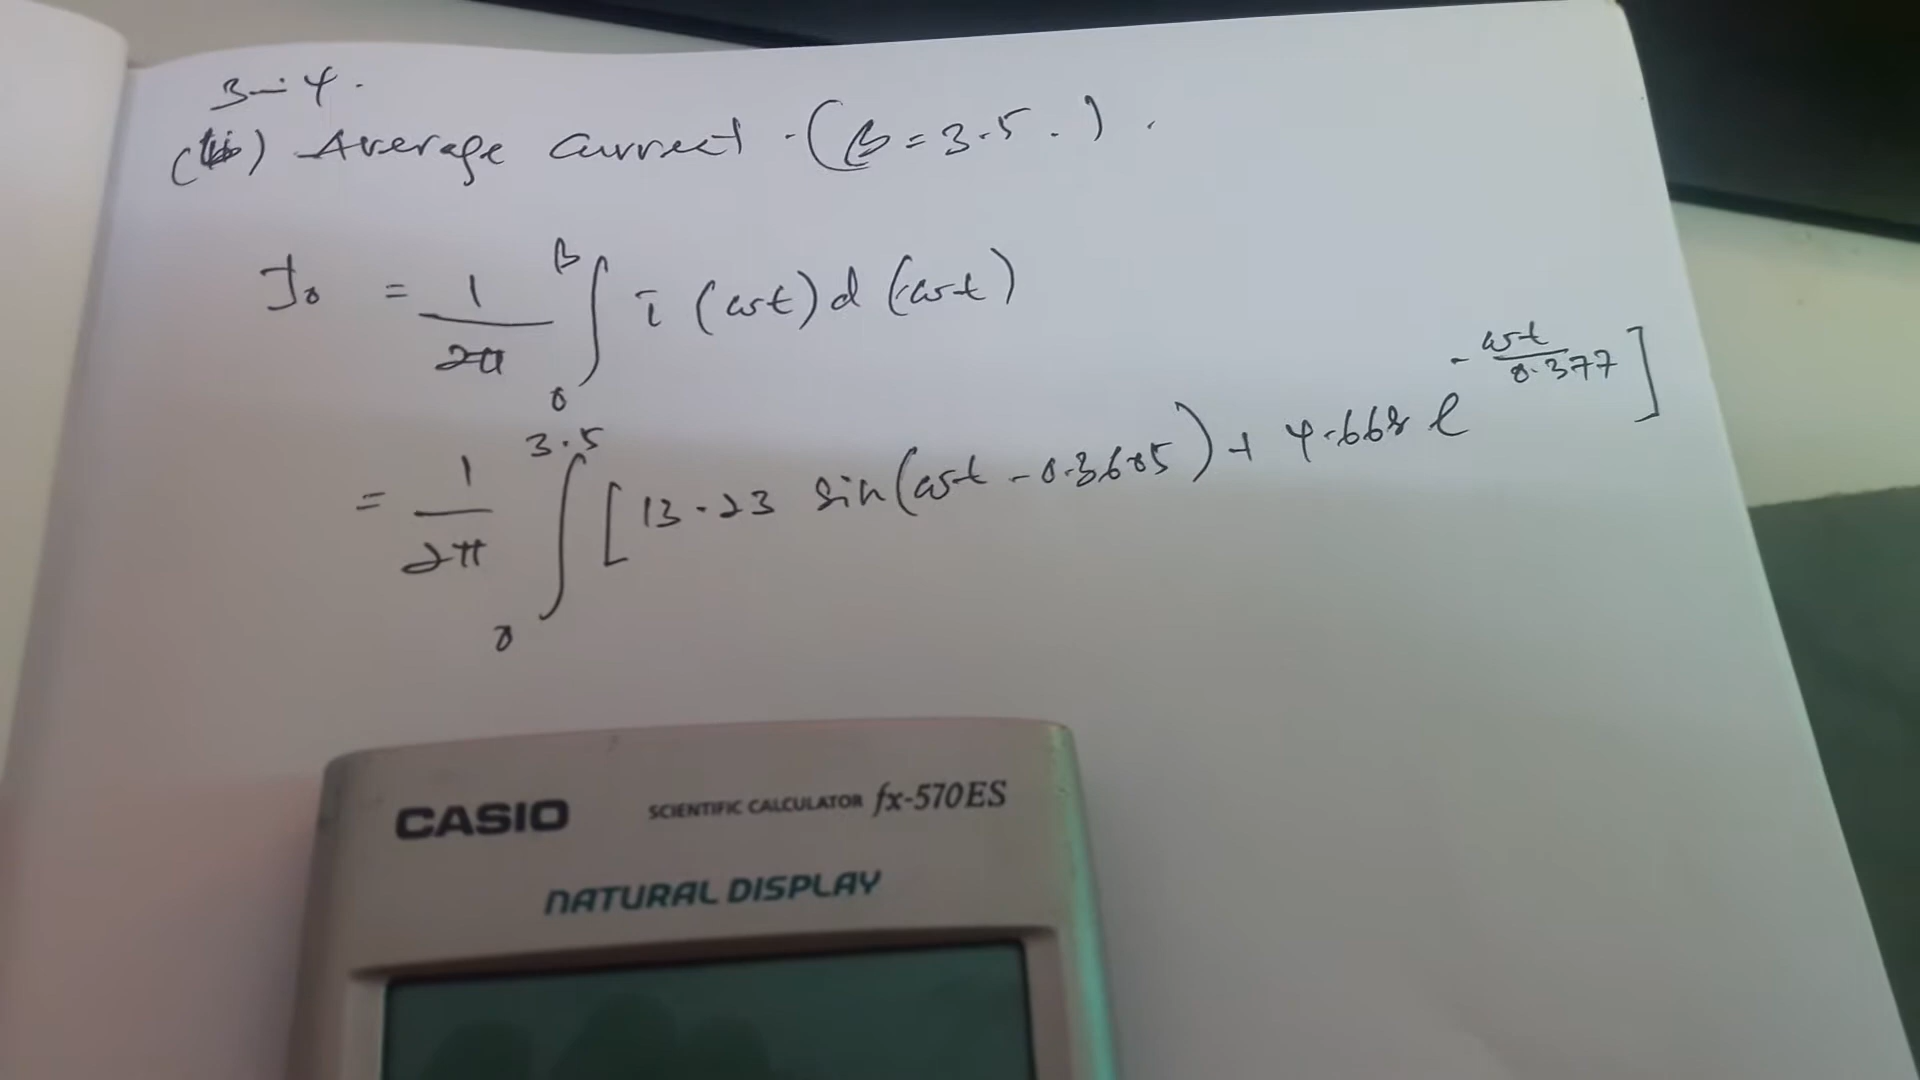 3-4.
(iii) Average Current - (β = 3.5.).
I₀ = 1/2π ∫₀^β i (ωt) d (ωt)
= 1/2π ∫₀^3.5 [13.23 sin(ωt - 0.3605) + 4.668 e^(-ωt/0.377)]
CASIO SCIENTIFIC CALCULATOR fx-570ES
NATURAL DISPLAY